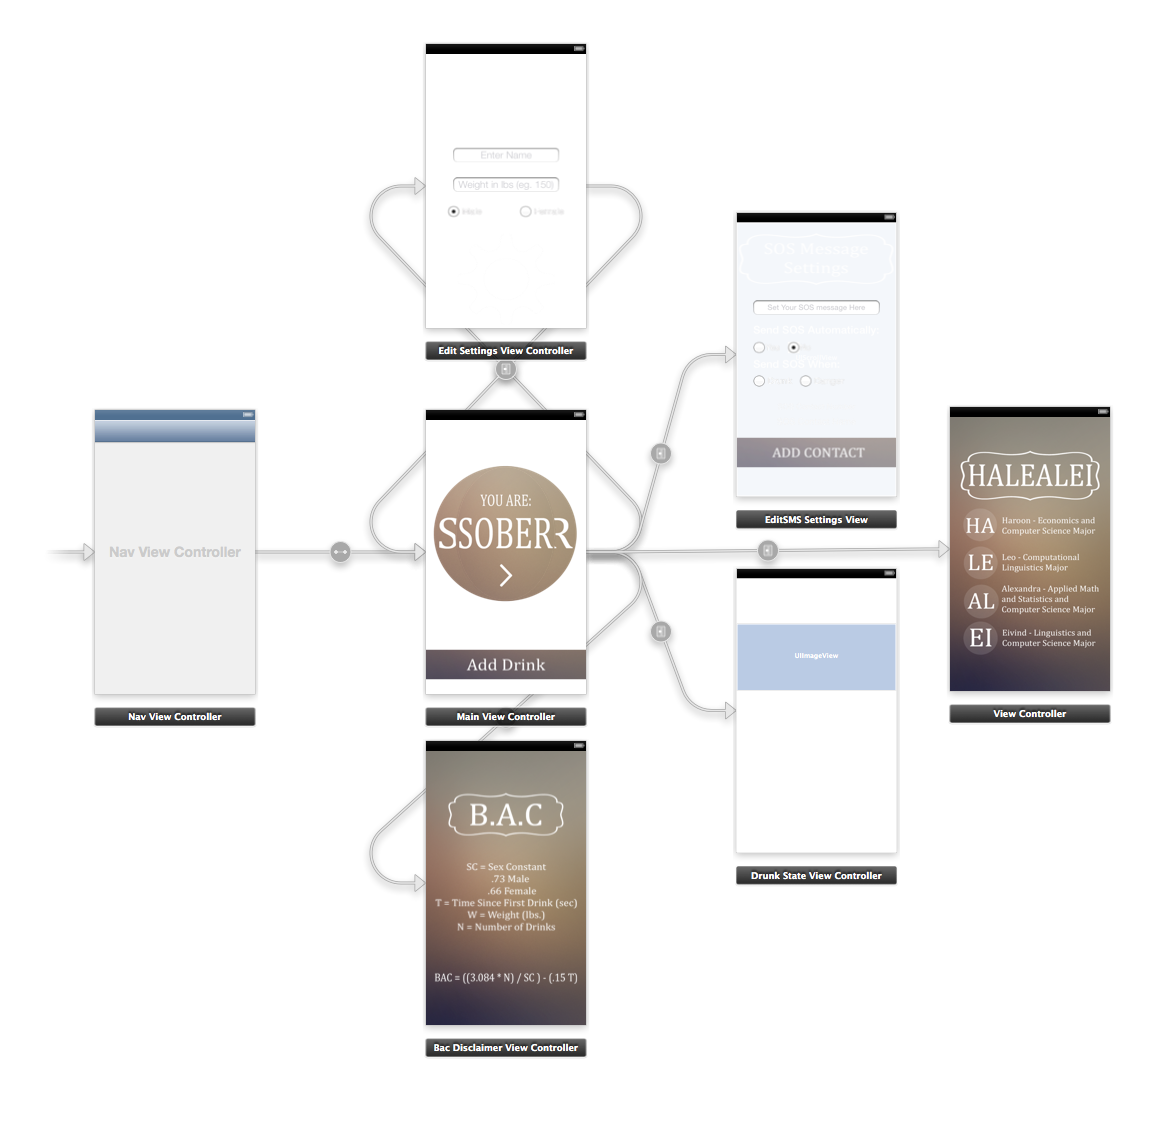 Enter Name
Weight in lbs (eg. 150)
Male
Female
Edit Settings View Controller
SOS Message
Settings
Set Your SOS message Here
Send SOS Automatically
Send SOS When
ADD CONTACT
EditSMS Settings View
Nav View Controller
Nav View Controller
YOU ARE:
SSOBERR
Add Drink
Main View Controller
UIImageView
Drunk State View Controller
HALEALEI
HA
Haroon - Economics and
Computer Science Major
LE
Leo - Computational
Linguistics Major
AL
Alexandra - Applied Math
and Statistics and
Computer Science Major
EI
Eivind - Linguistics and
Computer Science Major
View Controller
B.A.C
SC = Sex Constant
.73 Male
.66 Female
T = Time Since First Drink (sec)
W = Weight (lbs.)
N = Number of Drinks
BAC = ((3.084 * N) / SC ) - (.15 T)
Bac Disclaimer View Controller